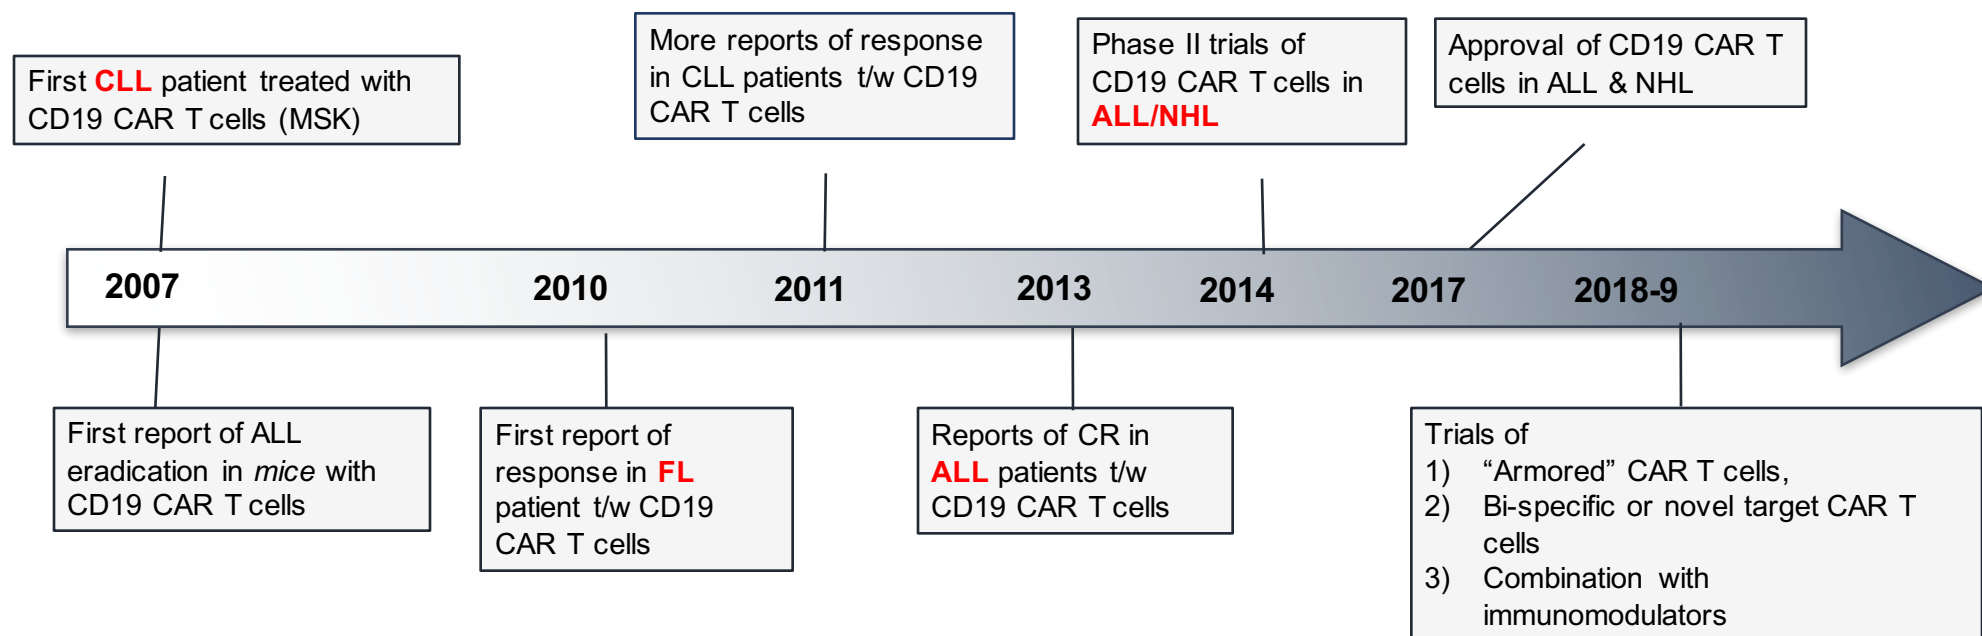 First CLL patient treated with
CD19 CAR T cells (MSK)
More reports of response
in CLL patients t/w CD19
CAR T cells
Phase II trials of
CD19 CAR T cells in
ALL/NHL
Approval of CD19 CAR T
cells in ALL & NHL
2007
2010
2011
2013
2014
2017
2018-9
First report of ALL
eradication in mice with
CD19 CAR T cells
First report of
response in FL
patient t/w CD19
CAR T cells
Reports of CR in
ALL patients t/w
CD19 CAR T cells
Trials of
1) “Armored” CAR T cells,
2) Bi-specific or novel target CAR T
cells
3) Combination with
immunomodulators